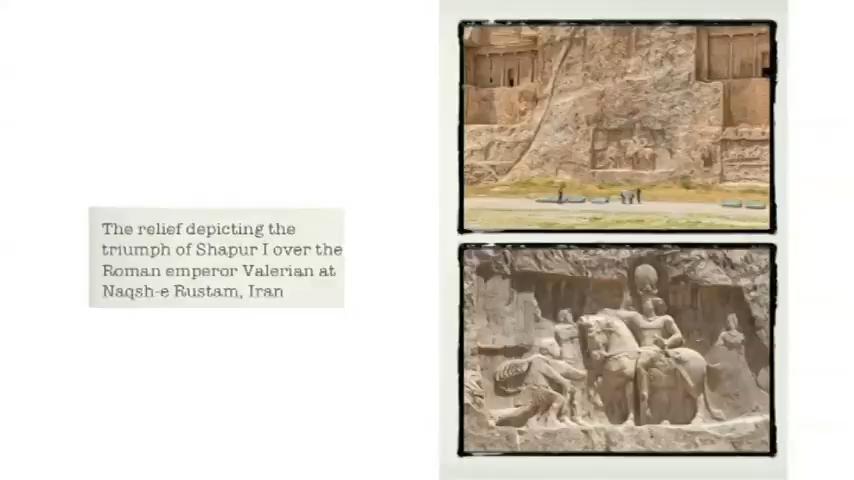 The relief depicting the
triumph of Shapur I over the
Roman emperor Valerian at
Naqsh-e Rustam, Iran